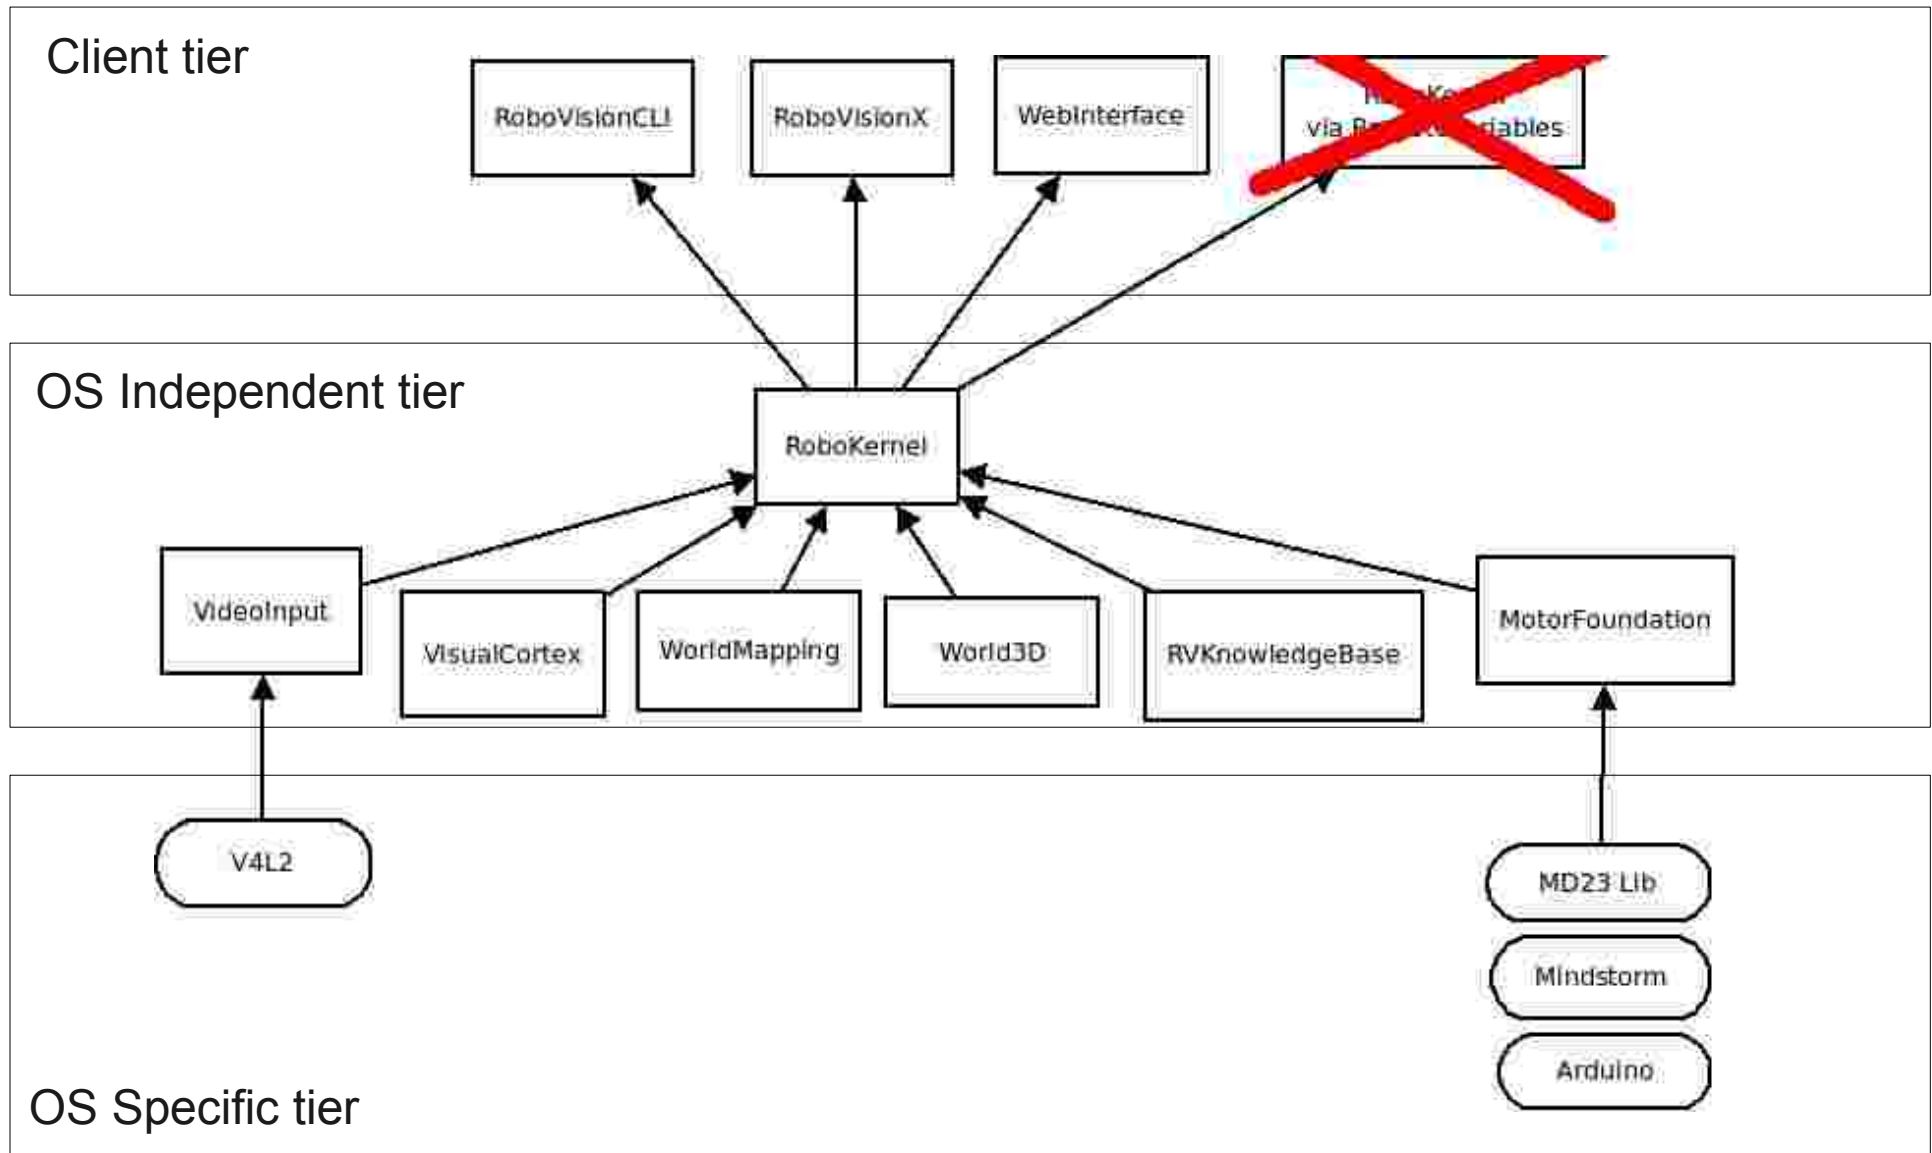 Client tier
RoboVisionCLI
RoboVisionX
WebInterface
via
OS Independent tier
RoboKernel
VideoInput
VisualCortex
WorldMapping
World3D
RVKnowledgeBase
MotorFoundation
V4L2
MD23 Lib
Mindstorm
Arduino
OS Specific tier